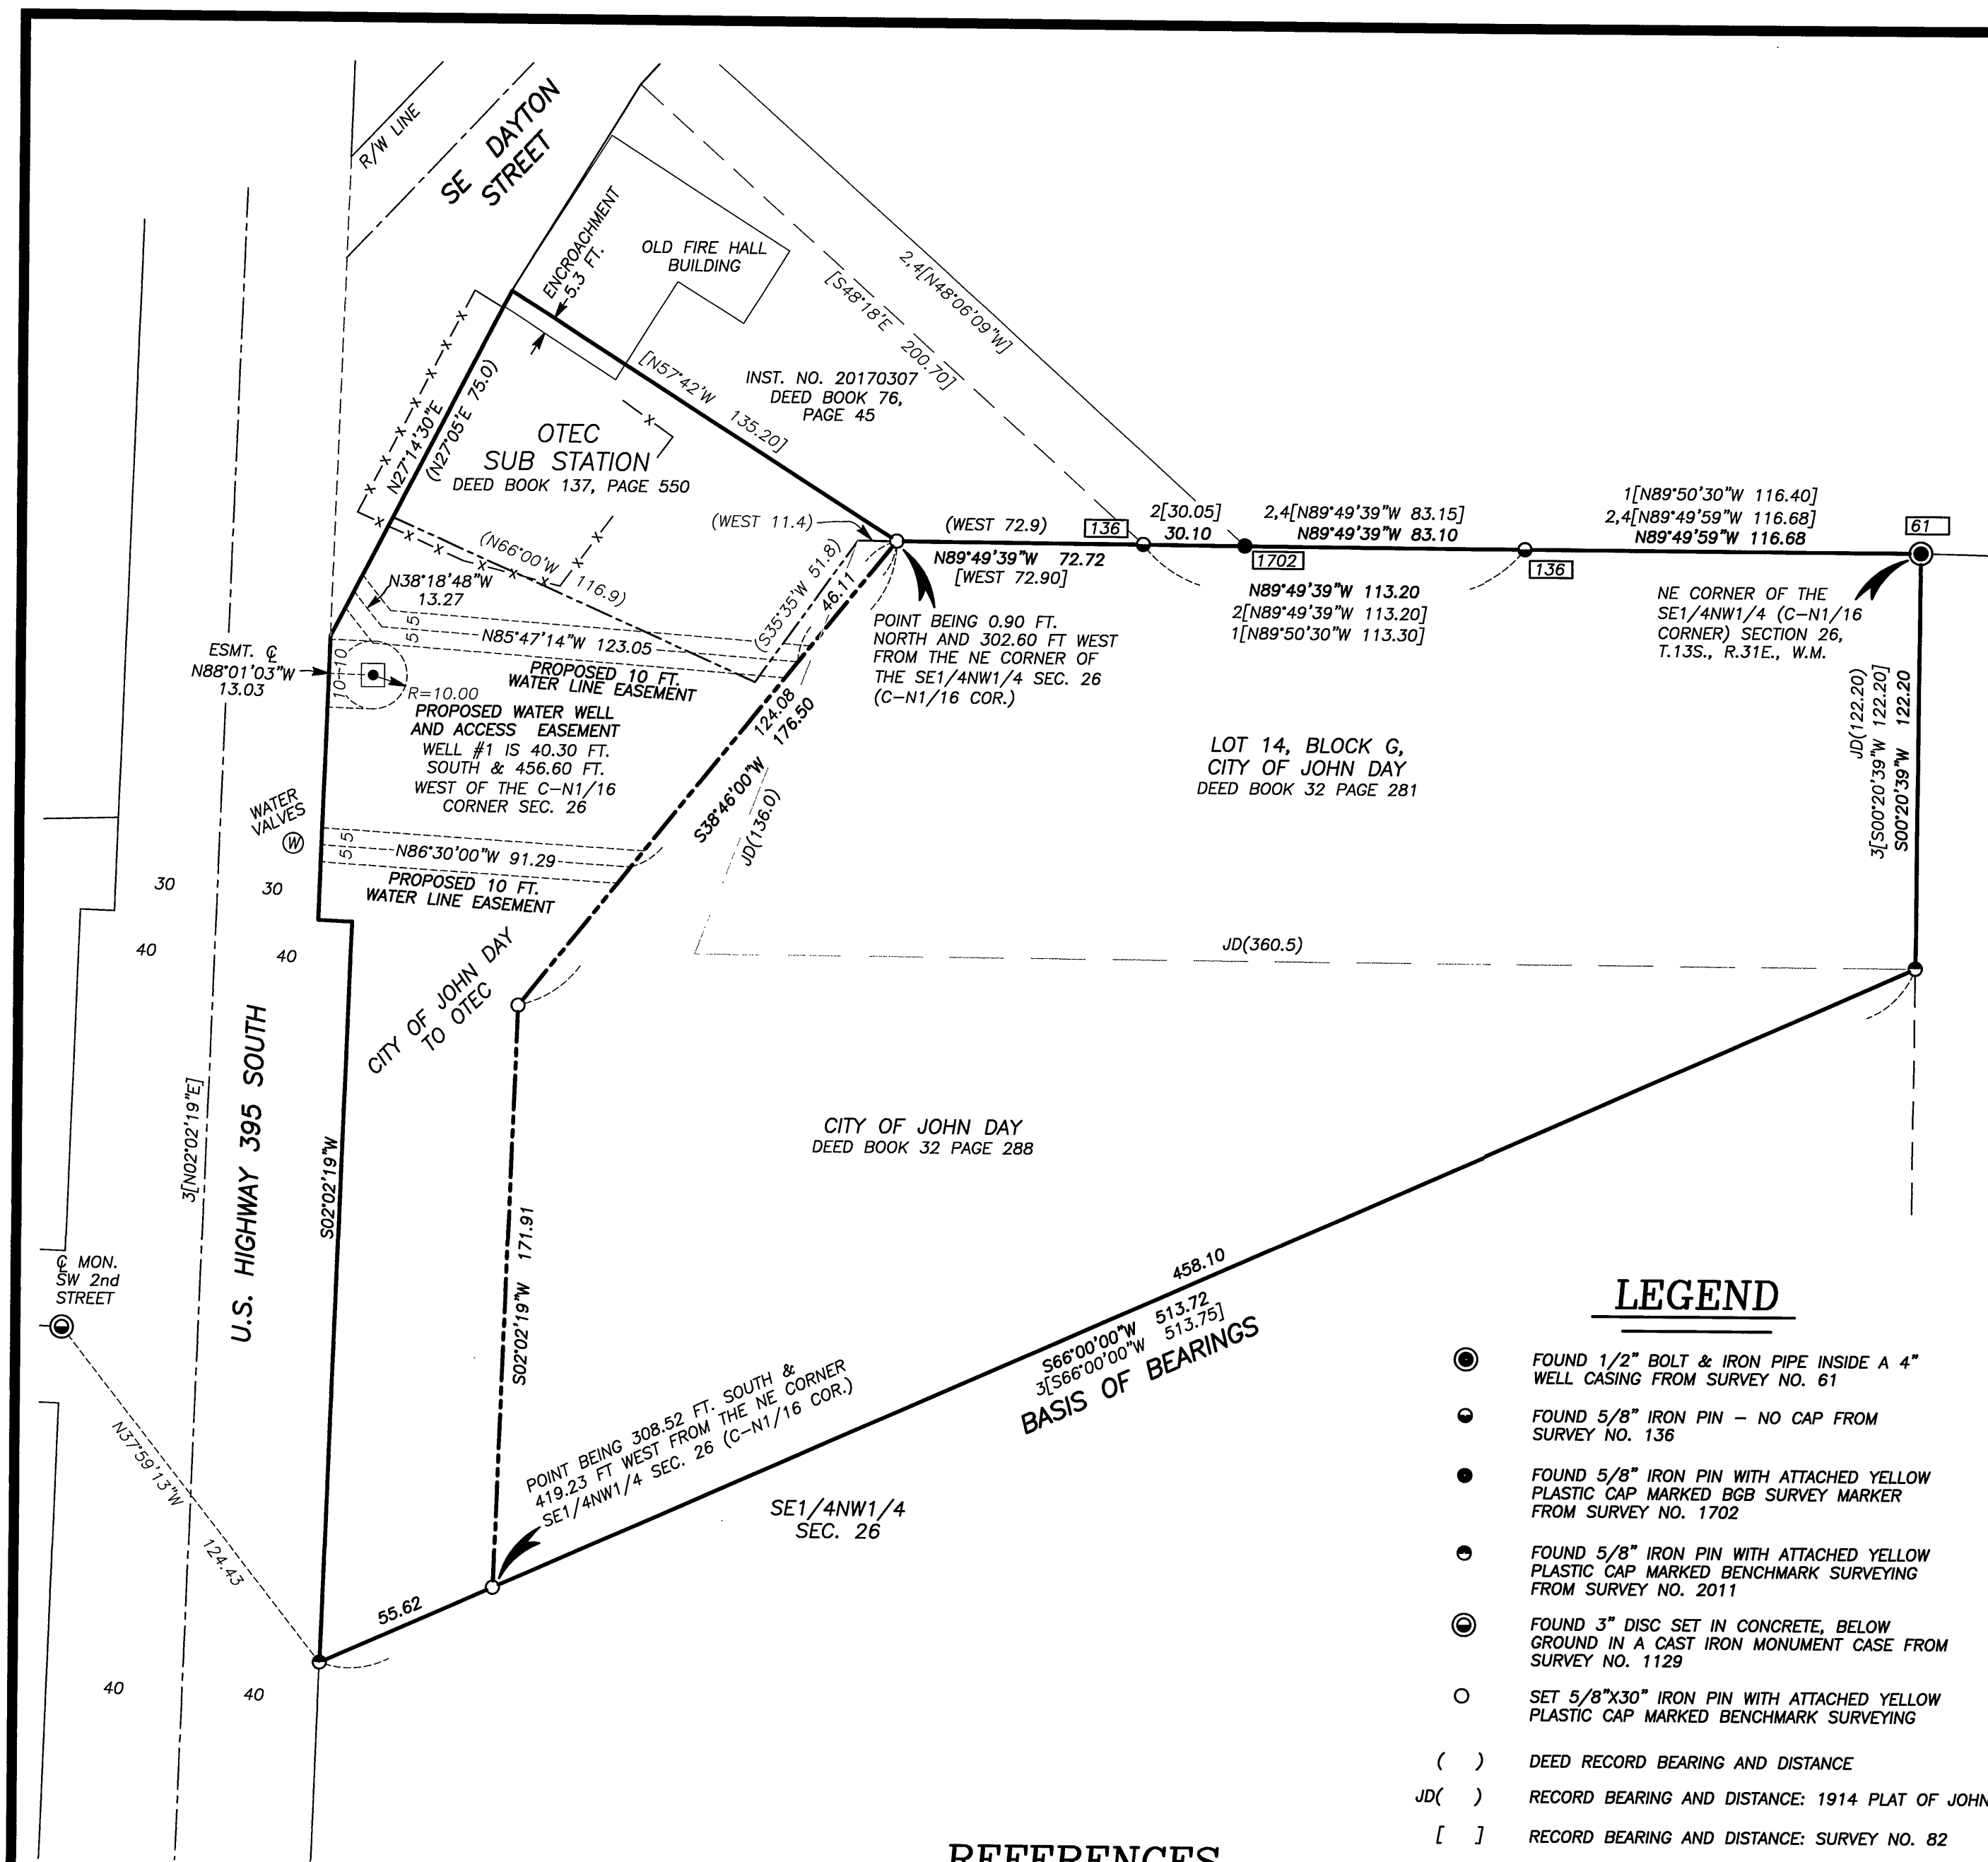 R/W LINE
SE DAYTON
STREET
ENCROACHMENT
5.3 FT.
OLD FIRE HALL
BUILDING
2,4[N48°06'09"W]
[S48°18'E 200.70]
[N57°42'W 135.20]
INST. NO. 20170307
DEED BOOK 76,
PAGE 45
N27°14'30"E
(N27°05'E 75.0)
OTEC
SUB STATION
DEED BOOK 137, PAGE 550
(WEST 11.4)
(WEST 72.9)
N89°49'39"W 72.72
[WEST 72.90]
136
2[30.05]
30.10
1702
2,4[N89°49'39"W 83.15]
N89°49'39"W 83.10
136
N89°49'39"W 113.20
2[N89°49'39"W 113.20]
1[N89°50'30"W 113.30]
1[N89°50'30"W 116.40]
2,4[N89°49'59"W 116.68]
N89°49'59"W 116.68
61
NE CORNER OF THE
SE1/4NW1/4 (C-N1/16
CORNER) SECTION 26,
T.13S., R.31E., W.M.
(N66°00'W 116.9)
(S35°35'W 51.8)
46.11
N38°18'48"W
13.27
5 5
N85°47'14"W 123.05
PROPOSED 10 FT.
WATER LINE EASEMENT
ESMT. ℄
N88°01'03"W
13.03
10-10
R=10.00
PROPOSED WATER WELL
AND ACCESS EASEMENT
WELL #1 IS 40.30 FT.
SOUTH & 456.60 FT.
WEST OF THE C-N1/16
CORNER SEC. 26
POINT BEING 0.90 FT.
NORTH AND 302.60 FT WEST
FROM THE NE CORNER OF
THE SE1/4NW1/4 SEC. 26
(C-N1/16 COR.)
124.08
S38°46'00"W 176.50
JD(136.0)
LOT 14, BLOCK G,
CITY OF JOHN DAY
DEED BOOK 32 PAGE 281
JD(122.20)
3[S00°20'39"W 122.20]
S00°20'39"W 122.20
WATER
VALVES
W
5 5
N86°30'00"W 91.29
PROPOSED 10 FT.
WATER LINE EASEMENT
30
30
40
40
JD(360.5)
CITY OF JOHN DAY
TO OTEC
U.S. HIGHWAY 395 SOUTH
3[N02°02'19"E]
S02°02'19"W
S02°02'19"W 171.91
CITY OF JOHN DAY
DEED BOOK 32 PAGE 288
℄ MON.
SW 2nd
STREET
N37°59'13"W 124.43
458.10
S66°00'00"W 513.72
3[S66°00'00"W 513.75]
BASIS OF BEARINGS
POINT BEING 308.52 FT. SOUTH &
419.23 FT WEST FROM THE NE CORNER
SE1/4NW1/4 SEC. 26 (C-N1/16 COR.)
SE1/4NW1/4
SEC. 26
55.62
40
40
LEGEND
FOUND 1/2" BOLT & IRON PIPE INSIDE A 4"
WELL CASING FROM SURVEY NO. 61
FOUND 5/8" IRON PIN - NO CAP FROM
SURVEY NO. 136
FOUND 5/8" IRON PIN WITH ATTACHED YELLOW
PLASTIC CAP MARKED BGB SURVEY MARKER
FROM SURVEY NO. 1702
FOUND 5/8" IRON PIN WITH ATTACHED YELLOW
PLASTIC CAP MARKED BENCHMARK SURVEYING
FROM SURVEY NO. 2011
FOUND 3" DISC SET IN CONCRETE, BELOW
GROUND IN A CAST IRON MONUMENT CASE FROM
SURVEY NO. 1129
SET 5/8"X30" IRON PIN WITH ATTACHED YELLOW
PLASTIC CAP MARKED BENCHMARK SURVEYING
( ) DEED RECORD BEARING AND DISTANCE
JD( ) RECORD BEARING AND DISTANCE: 1914 PLAT OF JOHN
[ ] RECORD BEARING AND DISTANCE: SURVEY NO. 82
REFERENCES